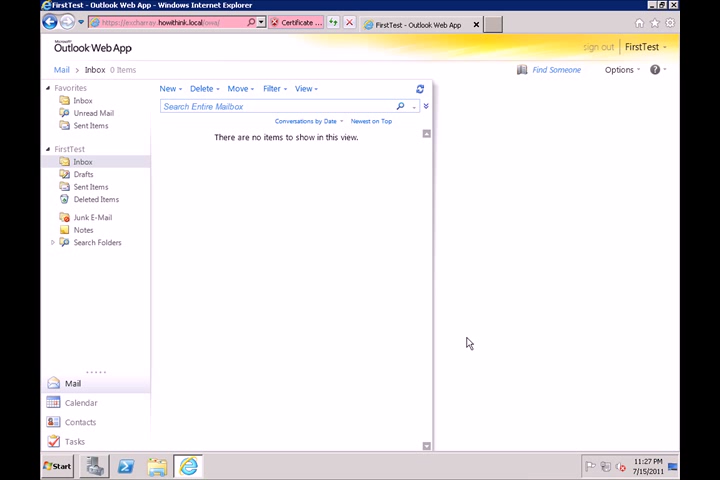 FirstTest - Outlook Web App - Windows Internet Explorer
https://excharray.howithink.local/owa/
Certificate ...
FirstTest - Outlook Web App
Microsoft
Outlook Web App
sign out
FirstTest
Mail > Inbox 0 Items
Find Someone
Options
Favorites
Inbox
Unread Mail
Sent Items
FirstTest
Inbox
Drafts
Sent Items
Deleted Items
Junk E-Mail
Notes
Search Folders
Mail
Calendar
Contacts
Tasks
New
Delete
Move
Filter
View
Search Entire Mailbox
Conversations by Date
Newest on Top
There are no items to show in this view.
Start
11:27 PM
7/15/2011